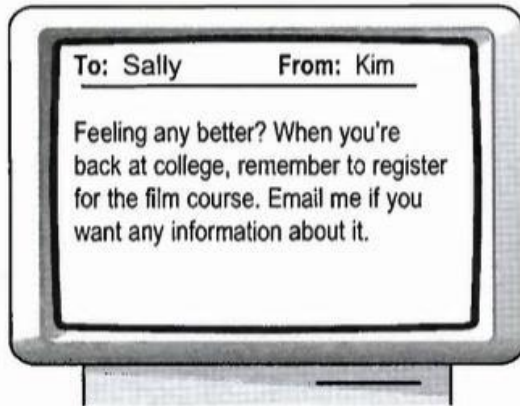 To: Sally From: Kim
Feeling any better? When you're
back at college, remember to register
for the film course. Email me if you
want any information about it.